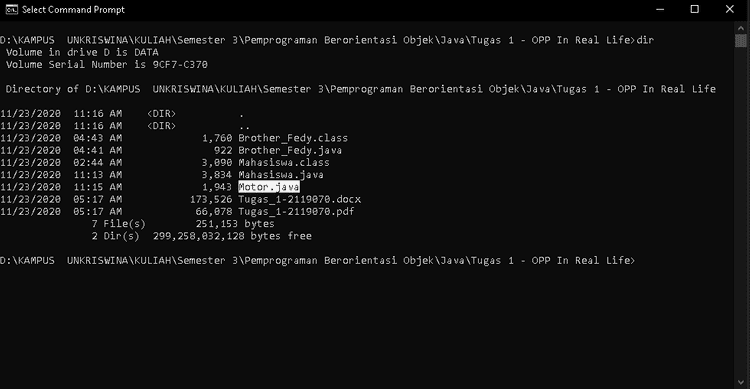 Select Command Prompt
D:\KAMPUS  UNKRISWINA\KULIAH\Semester 3\Pemprograman Berorientasi Objek\Java\Tugas 1 - OPP In Real Life>dir
 Volume in drive D is DATA
 Volume Serial Number is 9CF7-C370
 Directory of D:\KAMPUS  UNKRISWINA\KULIAH\Semester 3\Pemprograman Berorientasi Objek\Java\Tugas 1 - OPP In Real Life
11/23/2020  11:16 AM    <DIR>          .
11/23/2020  11:16 AM    <DIR>          ..
11/23/2020  04:43 AM             1,760 Brother_Fedy.class
11/23/2020  04:41 AM               922 Brother_Fedy.java
11/23/2020  02:44 AM             3,090 Mahasiswa.class
11/23/2020  11:13 AM             3,834 Mahasiswa.java
11/23/2020  11:15 AM             1,943 Motor.java
11/23/2020  05:17 AM           173,526 Tugas_1-2119070.docx
11/23/2020  05:17 AM            66,078 Tugas_1-2119070.pdf
               7 File(s)        251,153 bytes
               2 Dir(s)  299,258,032,128 bytes free
D:\KAMPUS  UNKRISWINA\KULIAH\Semester 3\Pemprograman Berorientasi Objek\Java\Tugas 1 - OPP In Real Life>